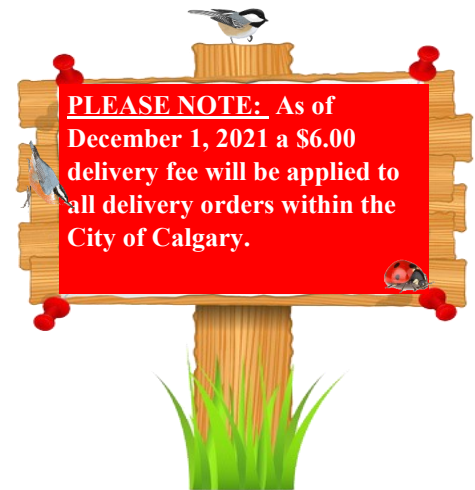 PLEASE NOTE: As of
December 1, 2021 a $6.00
delivery fee will be applied to
all delivery orders within the
City of Calgary.